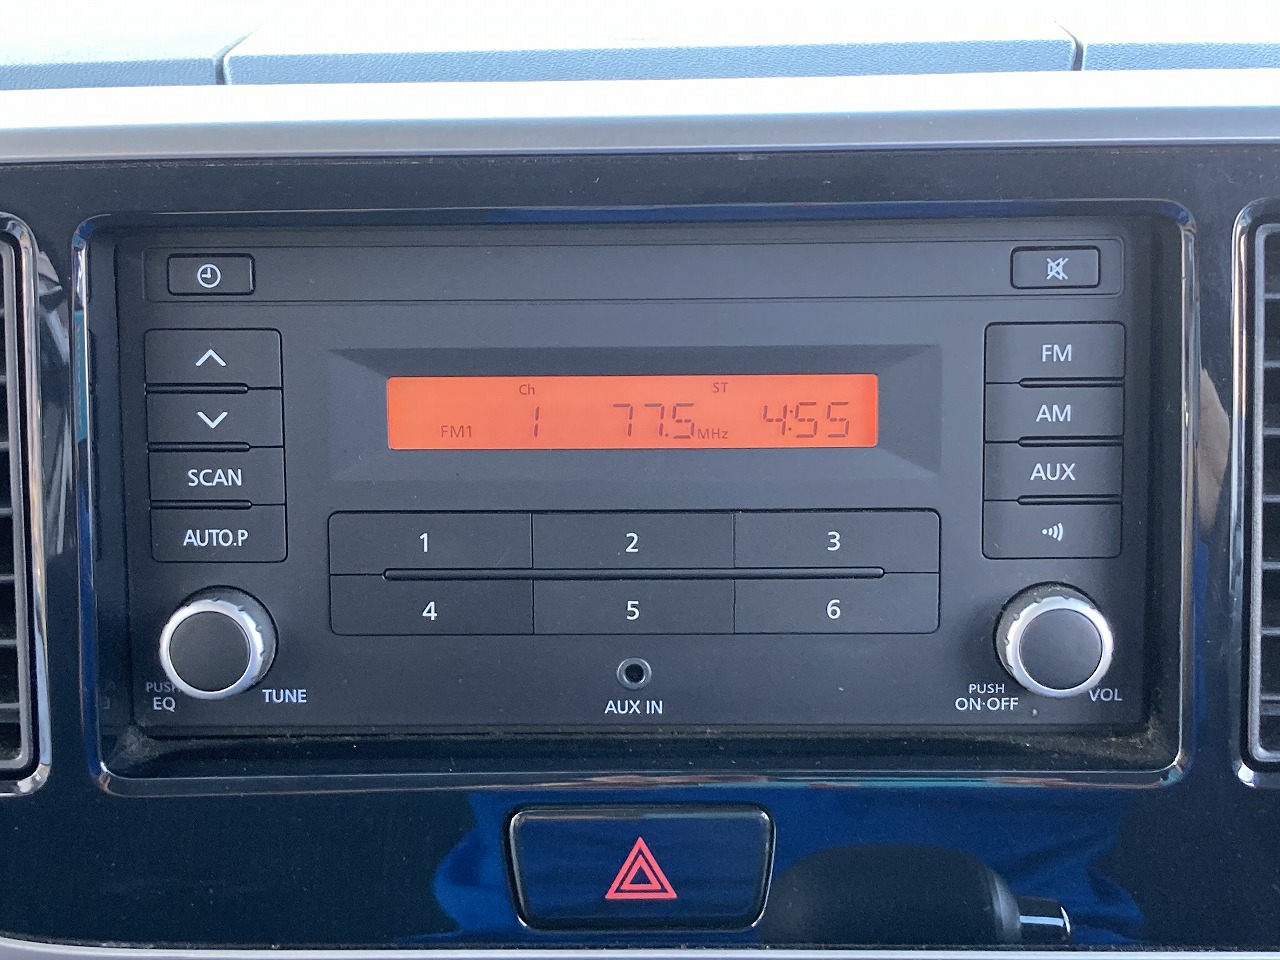 FM
Ch ST
FM1 1 77.5 MHz 4:55
AM
SCAN
AUX
AUTO.P
1 2 3
4 5 6
PUSH
EQ
TUNE
AUX IN
PUSH
ON·OFF
VOL